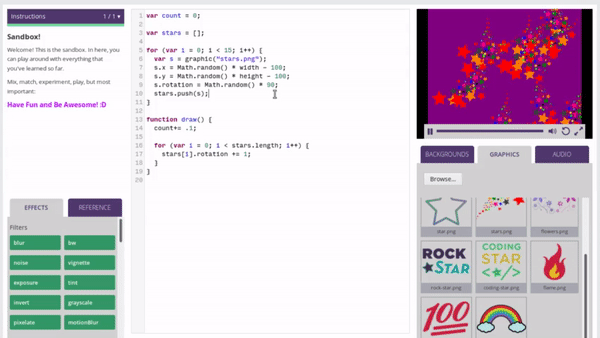 Instructions
1 / 1
Sandbox!
Welcome! This is the sandbox. In here, you
can play around with everything that
you've learned so far.
Mix, match, experiment, play, but most
important:
Have Fun and Be Awesome! :D
EFFECTS
REFERENCE
Filters
blur
bw
noise
vignette
exposure
tint
invert
grayscale
pixelate
motionBlur
1 var count = 0;
2
3 var stars = [];
4
5 for (var i = 0; i < 15; i++) {
6 var s = graphic("stars.png");
7 s.x = Math.random() * width - 100;
8 s.y = Math.random() * height - 100;
9 s.rotation = Math.random() * 90;
10 stars.push(s);
11 }
12
13 function draw() {
14 count+= .1;
15
16 for (var i = 0; i < stars.length; i++) {
17 stars[i].rotation += 1;
18 }
19 }
20
BACKGROUNDS
GRAPHICS
AUDIO
Browse...
star.png
stars.png
flowers.png
ROCK
STAR
CODING
STAR
</>
rock-star.png
coding-star.png
flame.png
100